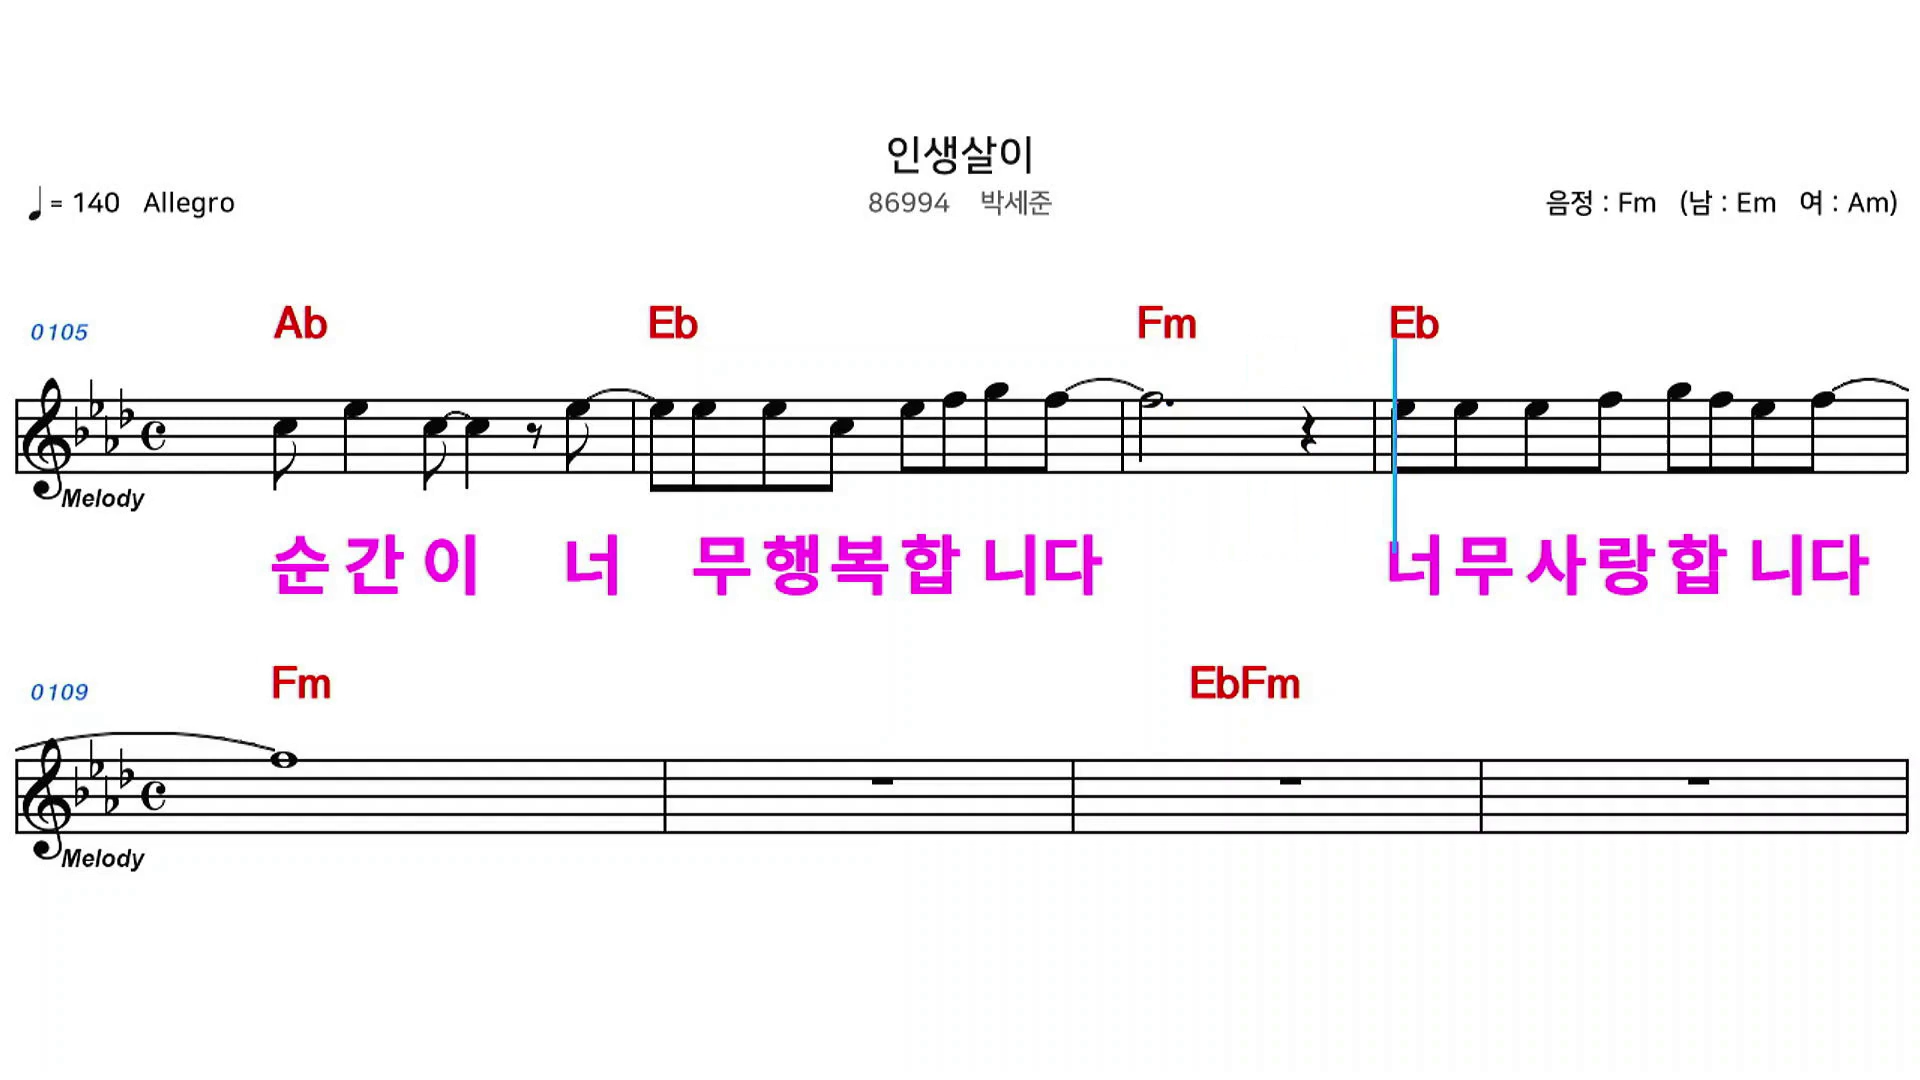 인생살이
♩= 140 Allegro 86994 박세준 음정 : Fm (남 : Em 여 : Am)
0105 Ab Eb Fm Eb
Melody
순간이 너 무행복합니다 너무사랑합니다
0109 Fm EbFm
Melody